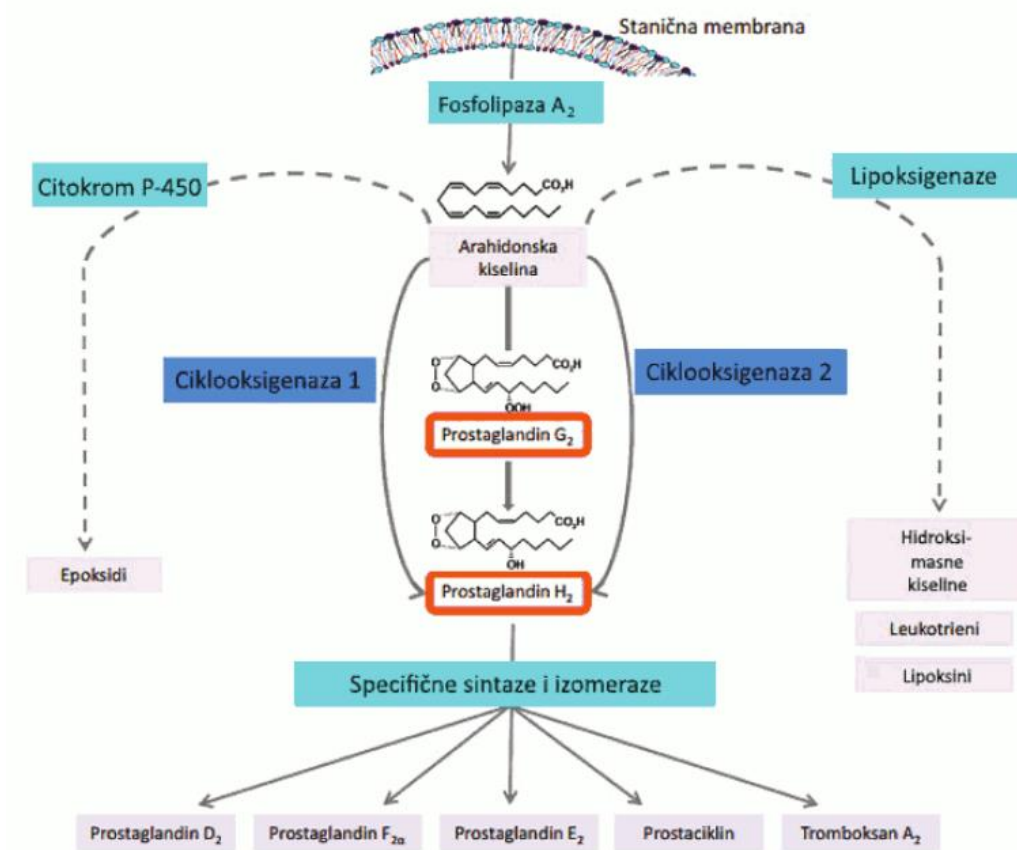 Stanična membrana
Fosfolipaza A₂
Citokrom P-450
Lipoksigenaze
CO₂H
Arahidonska
kiselina
Ciklooksigenaza 1
Ciklooksigenaza 2
O
O
CO₂H
OOH
Prostaglandin G₂
O
O
CO₂H
OH
Prostaglandin H₂
Epoksidi
Hidroksi-
masne
kiseline
Leukotrieni
Lipoksini
Specifične sintaze i izomeraze
Prostaglandin D₂
Prostaglandin F₂α
Prostaglandin E₂
Prostaciklin
Tromboksan A₂